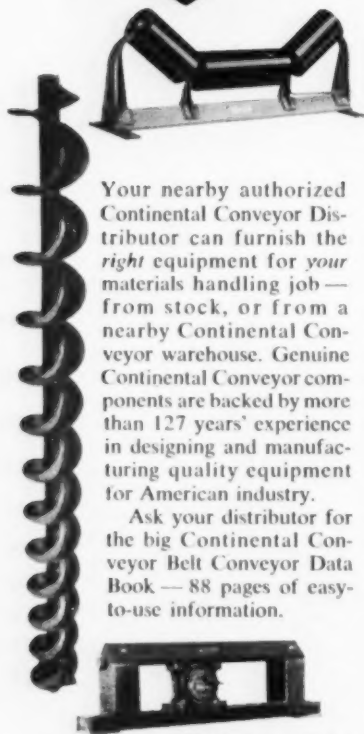 Your nearby authorized
Continental Conveyor Dis-
tributor can furnish the
right equipment for your
materials handling job —
from stock, or from a
nearby Continental Con-
veyor warehouse. Genuine
Continental Conveyor com-
ponents are backed by more
than 127 years' experience
in designing and manufac-
turing quality equipment
for American industry.
Ask your distributor for
the big Continental Con-
veyor Belt Conveyor Data
Book — 88 pages of easy-
to-use information.